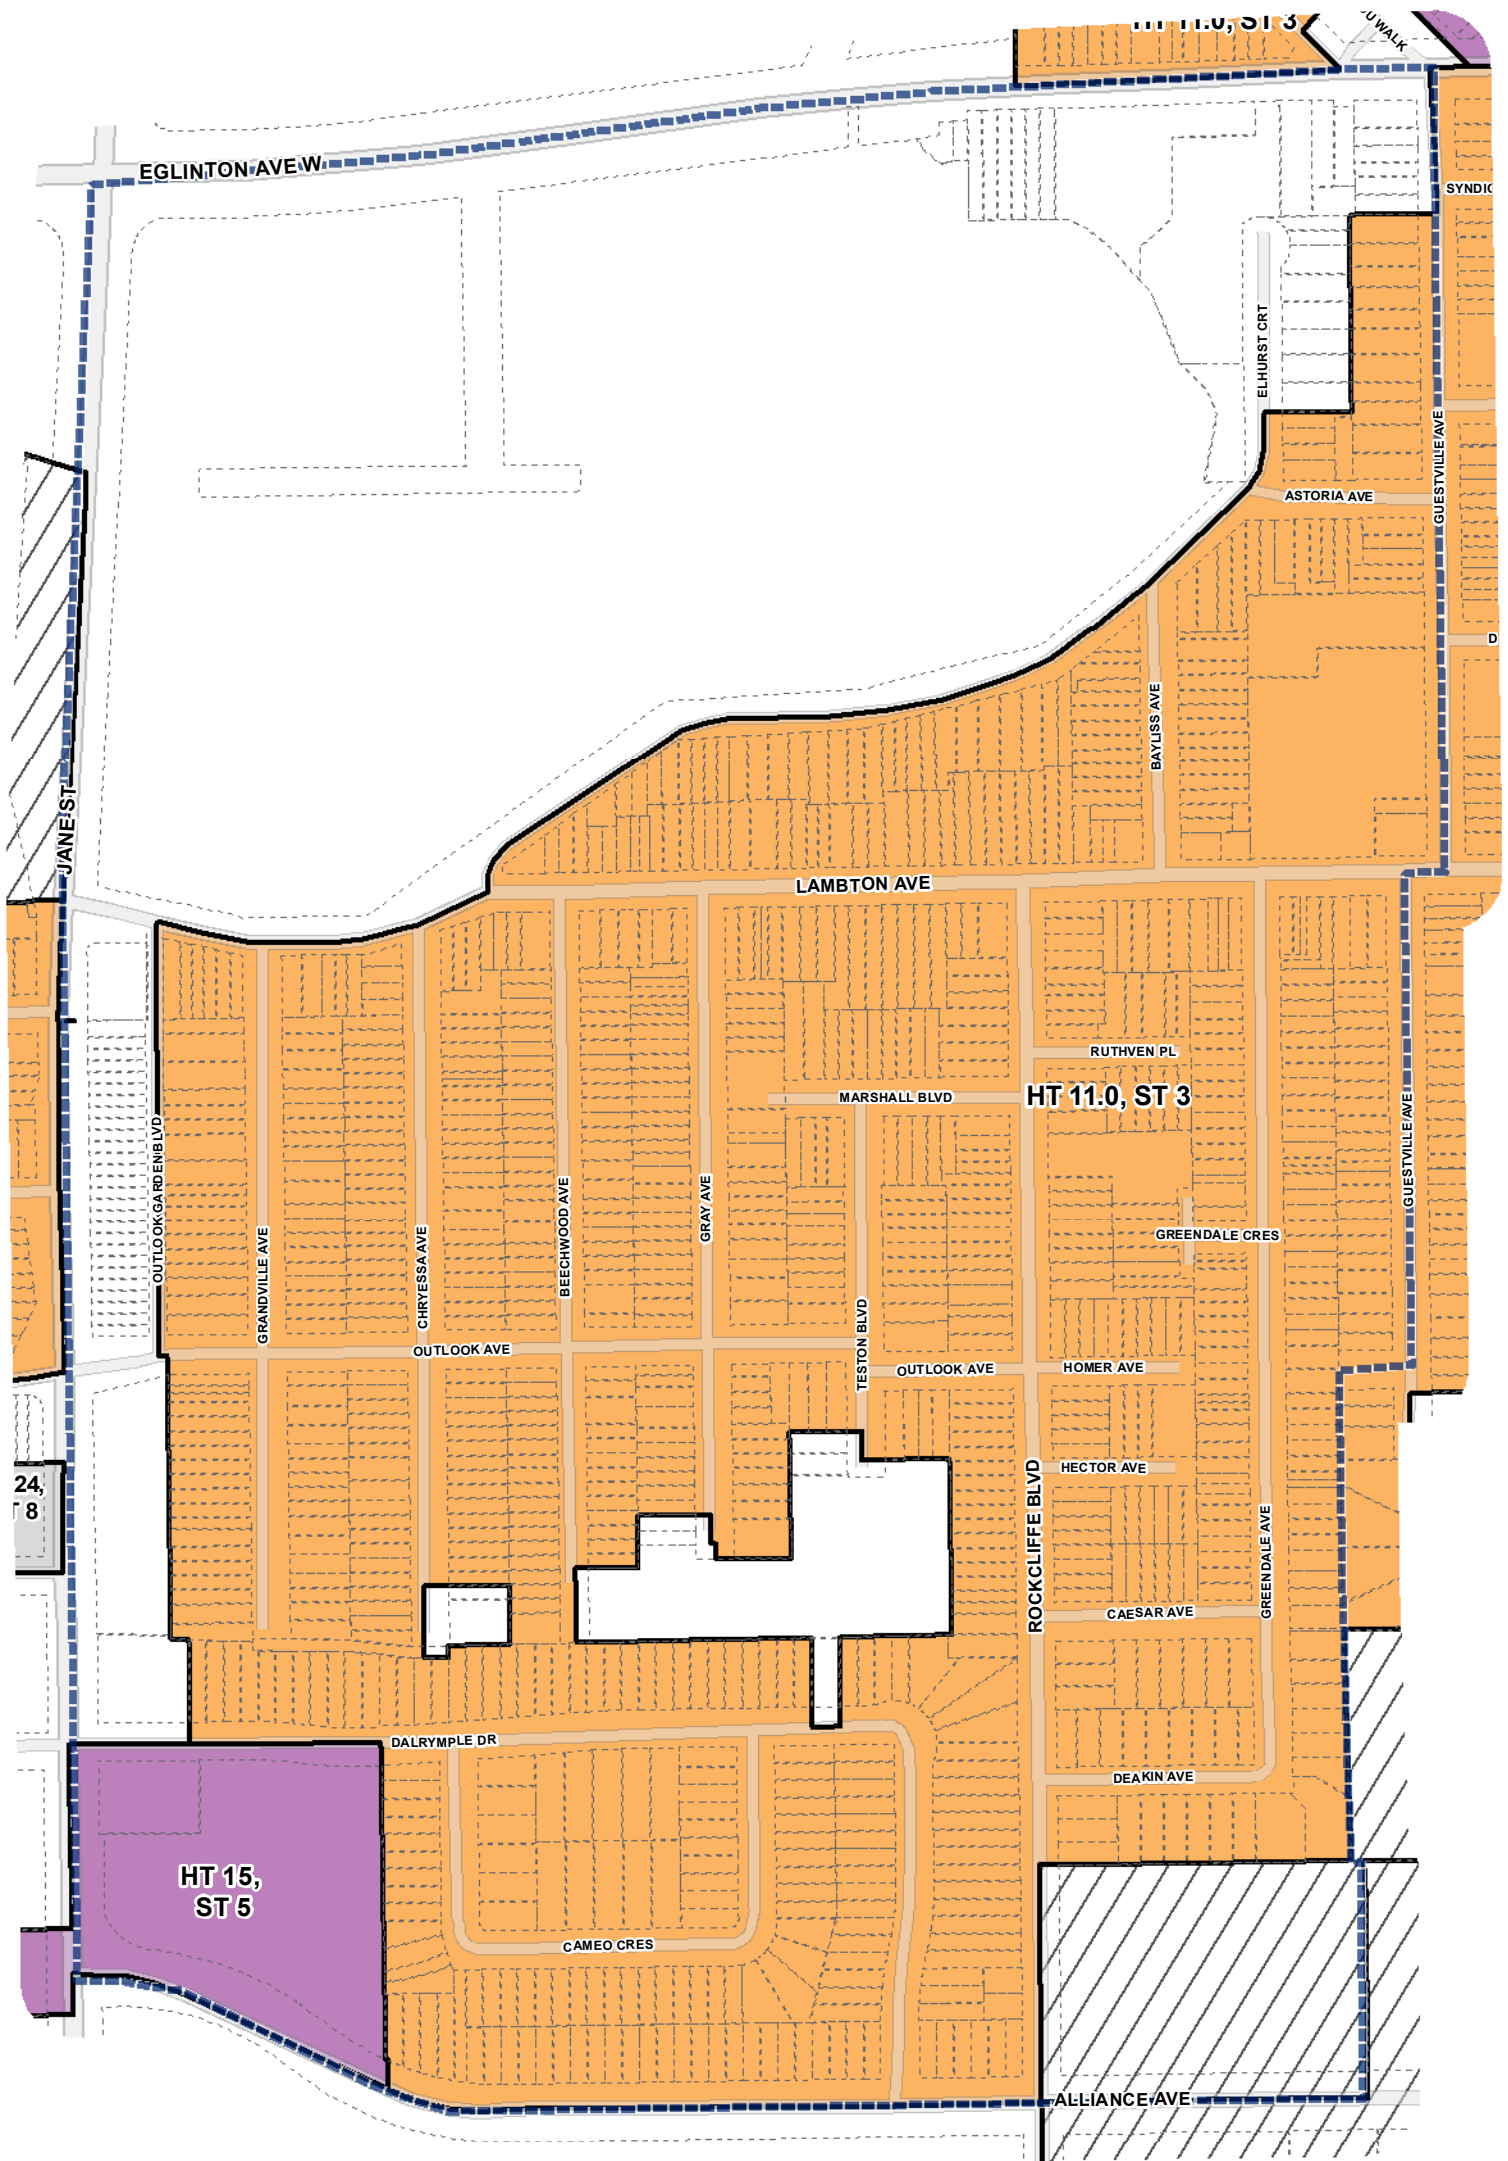 HT 11.0, ST 3
U WALK
EGLINTON AVE W
SYNDIC
ELHURST CRT
GUESTVILLE AVE
ASTORIA AVE
D
BAYLISS AVE
JANE ST
LAMBTON AVE
RUTHVEN PL
MARSHALL BLVD
HT 11.0, ST 3
OUTLOOK GARDEN BLVD
GRANDVILLE AVE
CHRYESSA AVE
BEECHWOOD AVE
GRAY AVE
GUESTVILLE AVE
GREENDALE CRES
TESTON BLVD
OUTLOOK AVE
OUTLOOK AVE
HOMER AVE
HECTOR AVE
24,
T 8
ROCKCLIFFE BLVD
GREENDALE AVE
CAESAR AVE
DALRYMPLE DR
DEAKIN AVE
HT 15,
ST 5
CAMEO CRES
ALLIANCE AVE